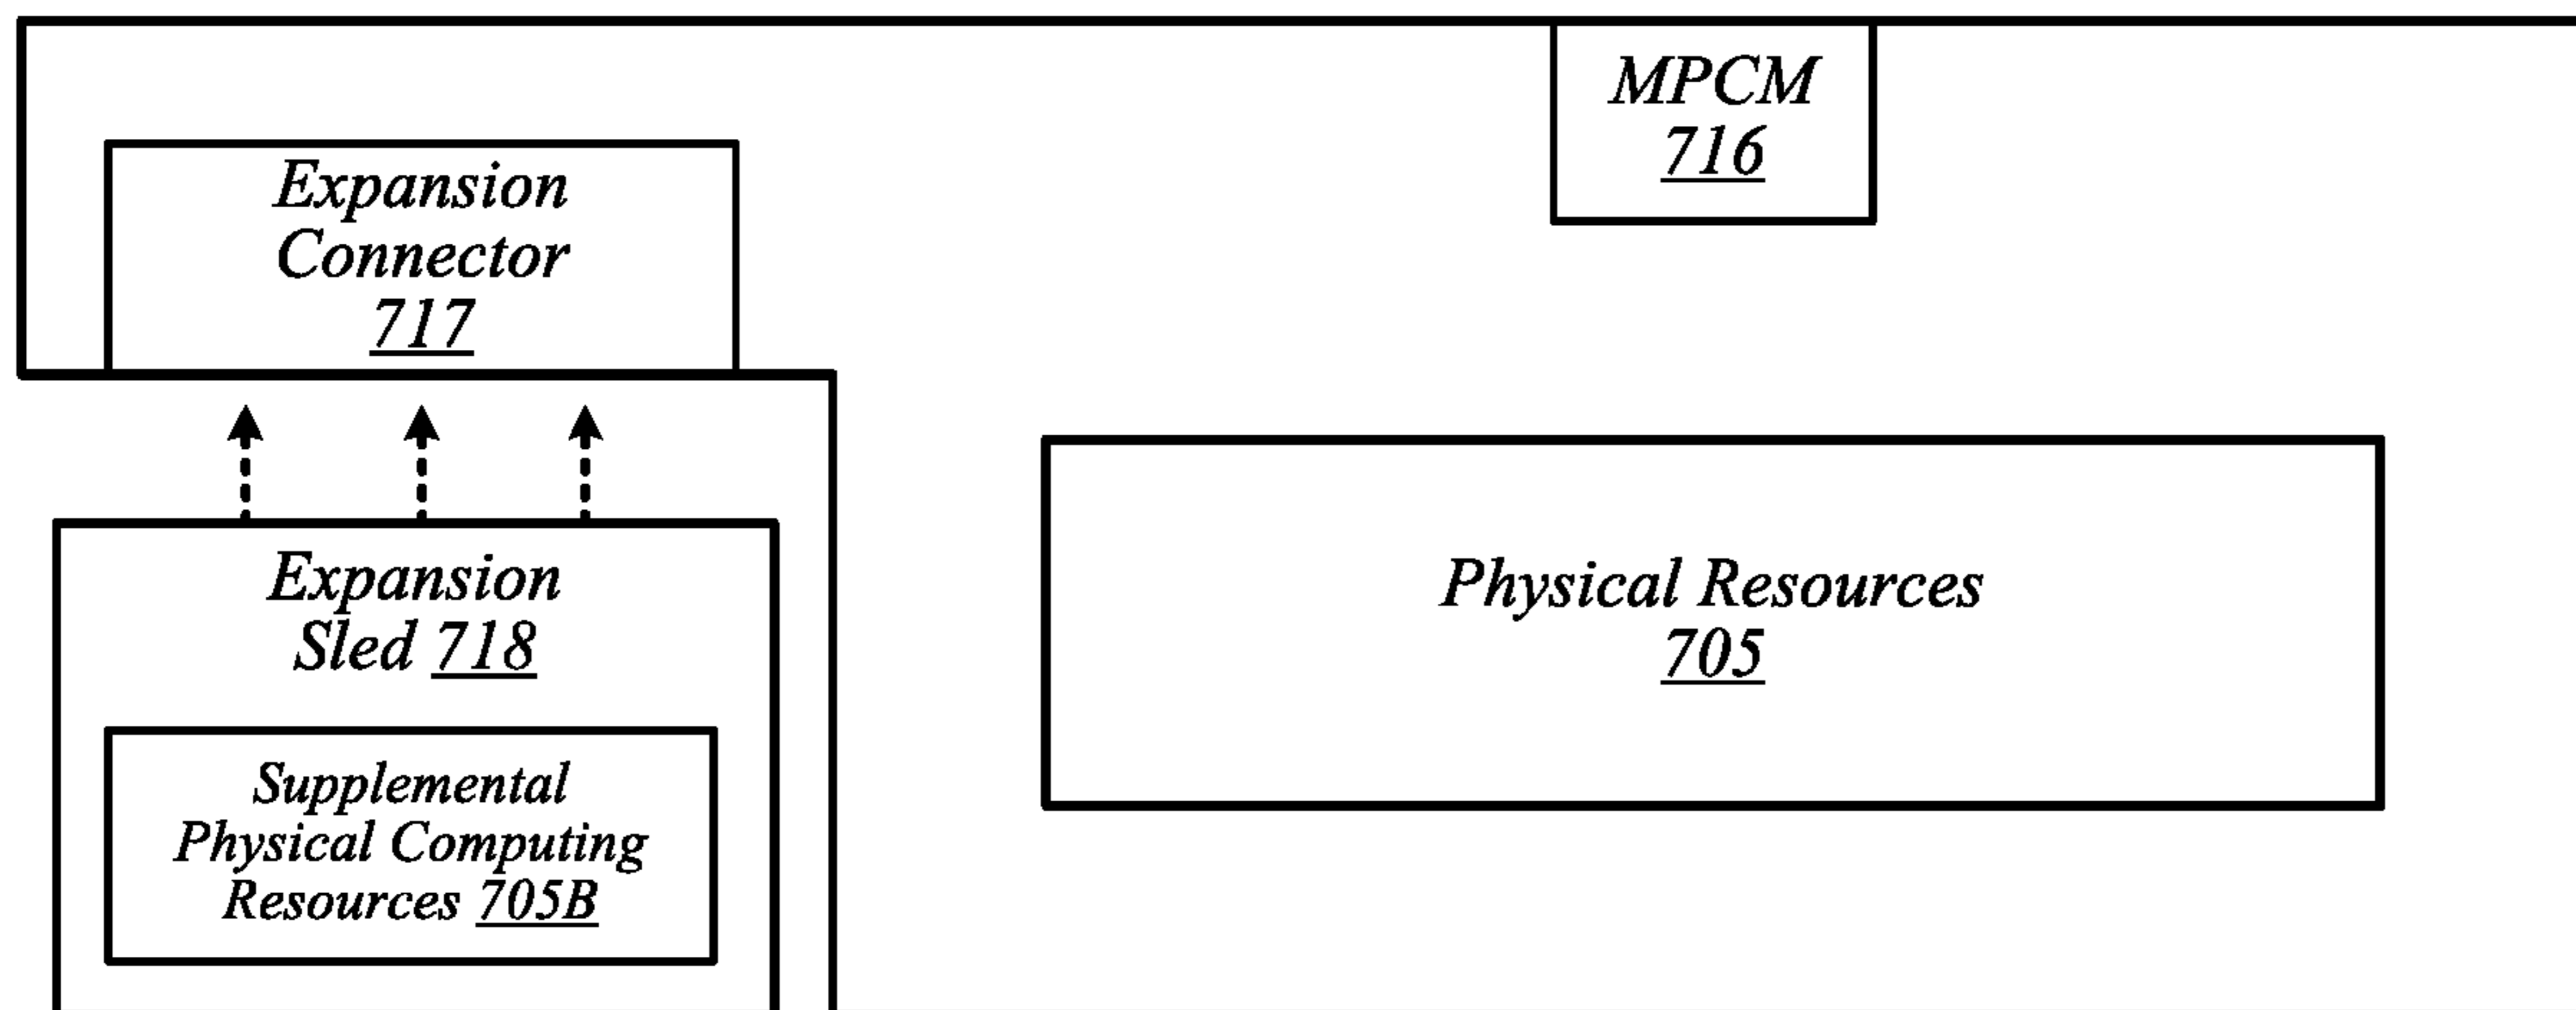 MPCM
716
Expansion
Connector
717
Expansion
Sled 718
Supplemental
Physical Computing
Resources 705B
Physical Resources
705